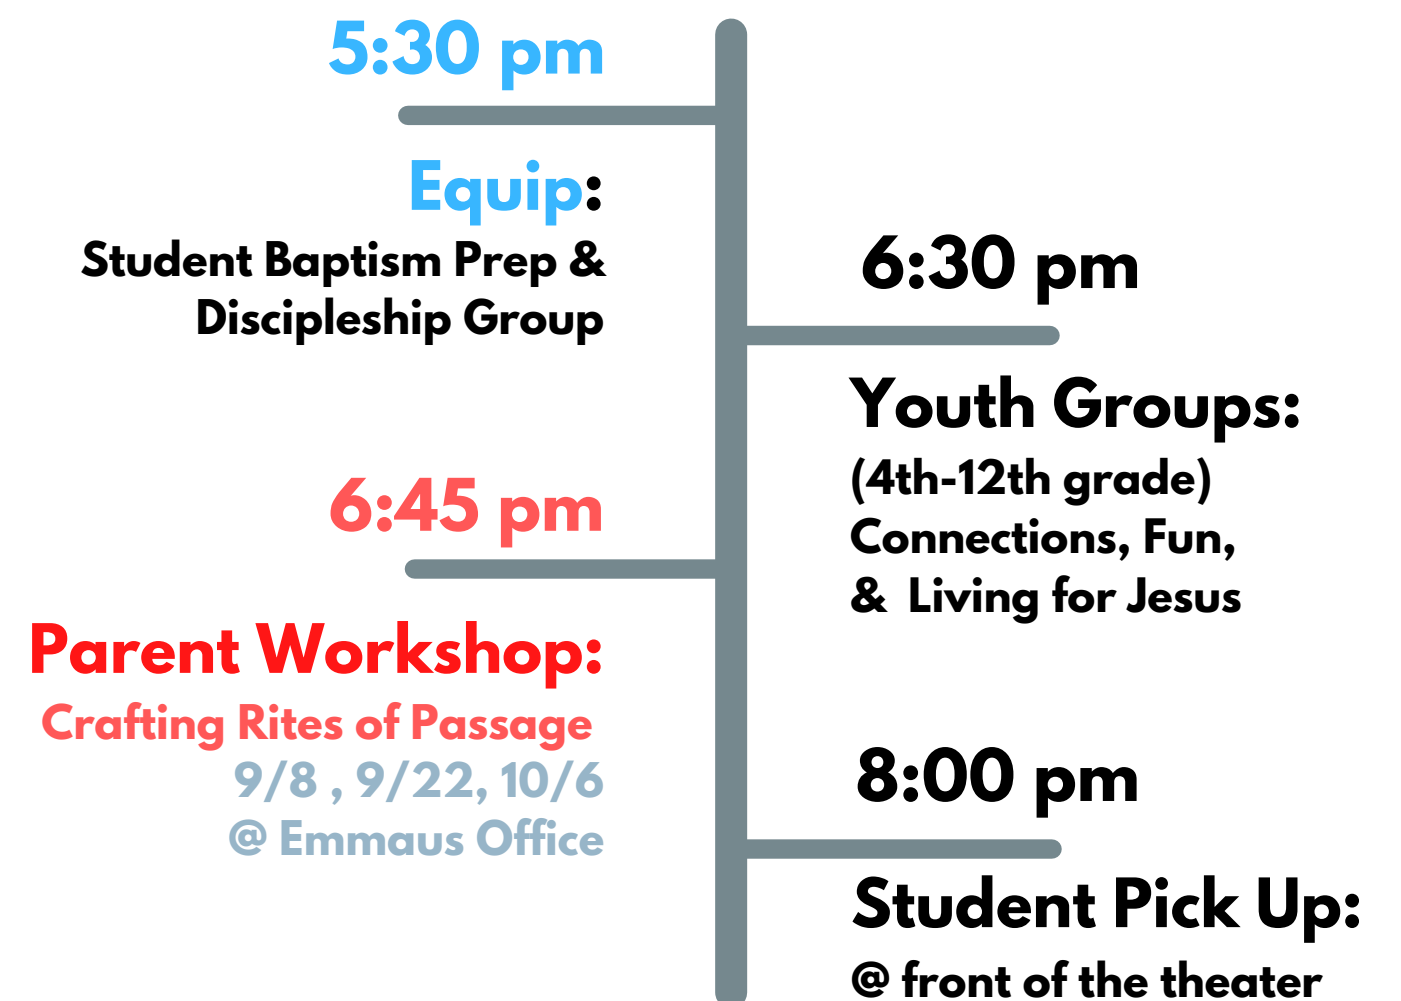 5:30 pm
Equip:
Student Baptism Prep &
Discipleship Group
6:30 pm
Youth Groups:
(4th-12th grade)
Connections, Fun,
& Living for Jesus
6:45 pm
Parent Workshop:
Crafting Rites of Passage
9/8 , 9/22, 10/6
@ Emmaus Office
8:00 pm
Student Pick Up:
@ front of the theater